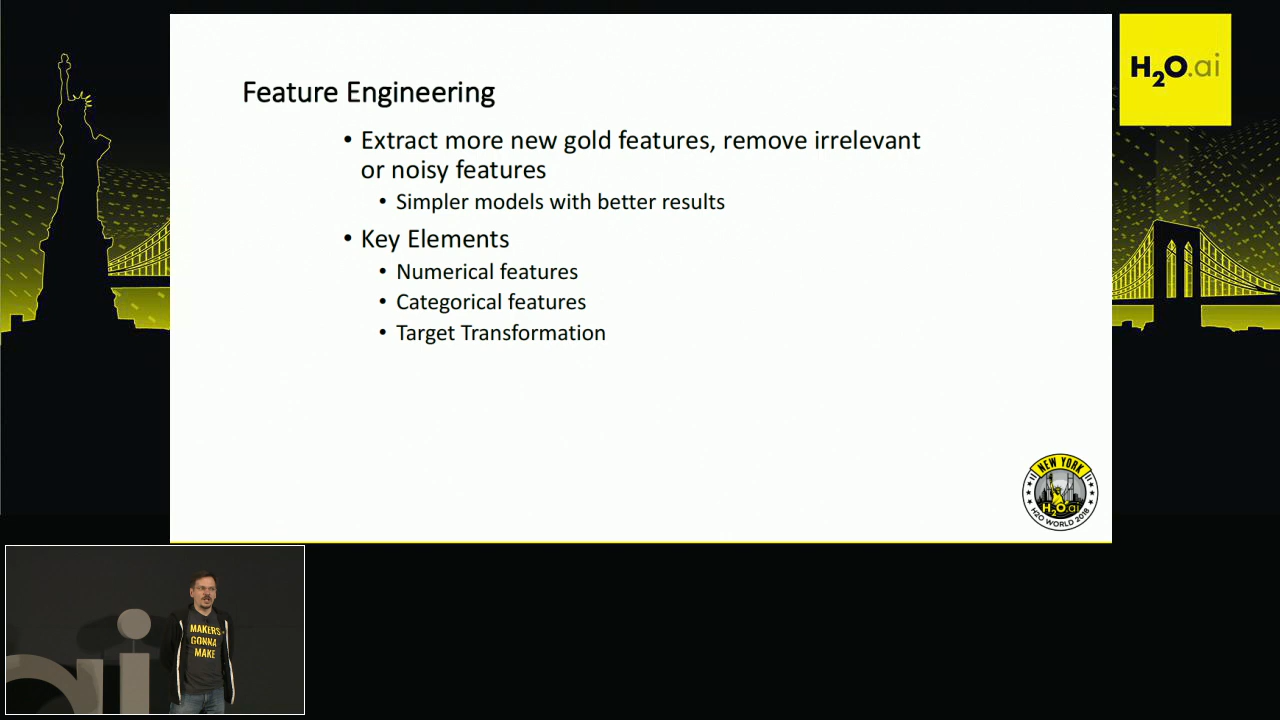 H2O.ai
Feature Engineering
• Extract more new gold features, remove irrelevant
or noisy features
• Simpler models with better results
• Key Elements
• Numerical features
• Categorical features
• Target Transformation
NEW YORK
H2O.ai
H2O WORLD 2018
MAKERS
GONNA
MAKE
ai